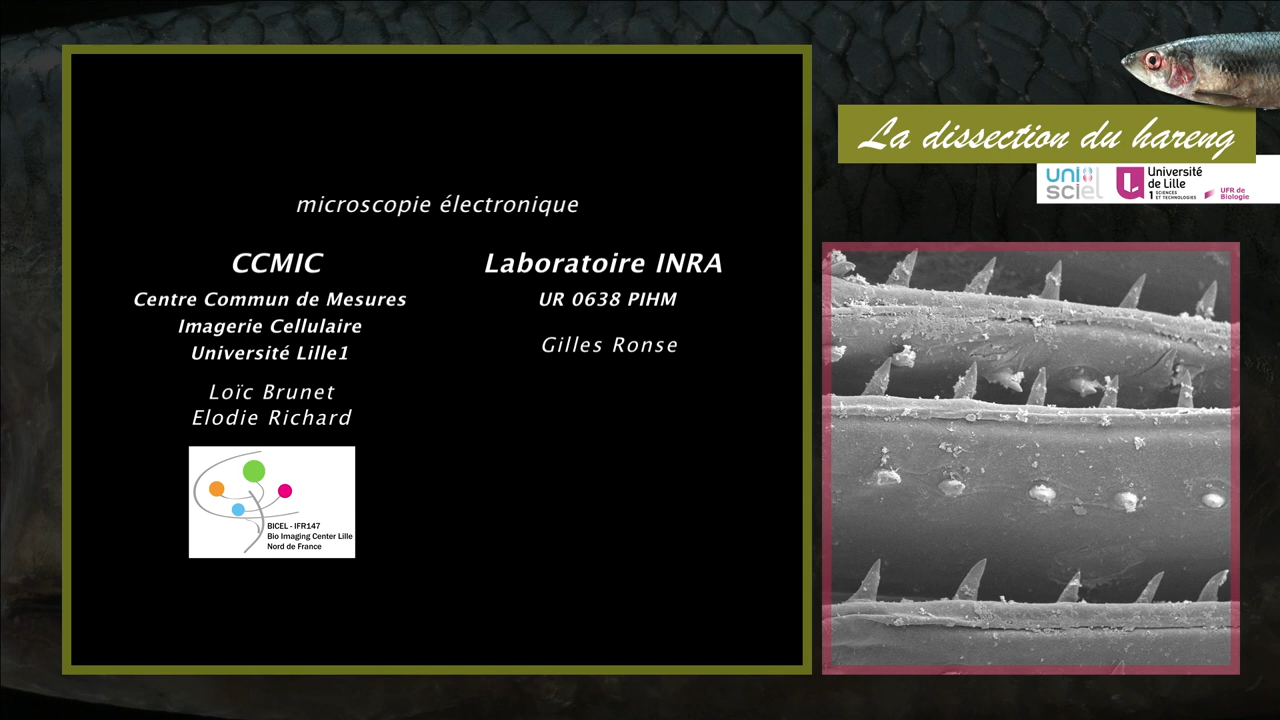 La dissection du hareng
uni
sciel
Université
de Lille
1 SCIENCES
ET TECHNOLOGIES
UFR de
Biologie
microscopie électronique
CCMIC
Centre Commun de Mesures
Imagerie Cellulaire
Université Lille1
Loïc Brunet
Elodie Richard
BICEL - IFR147
Bio Imaging Center Lille
Nord de France
Laboratoire INRA
UR 0638 PIHM
Gilles Ronse